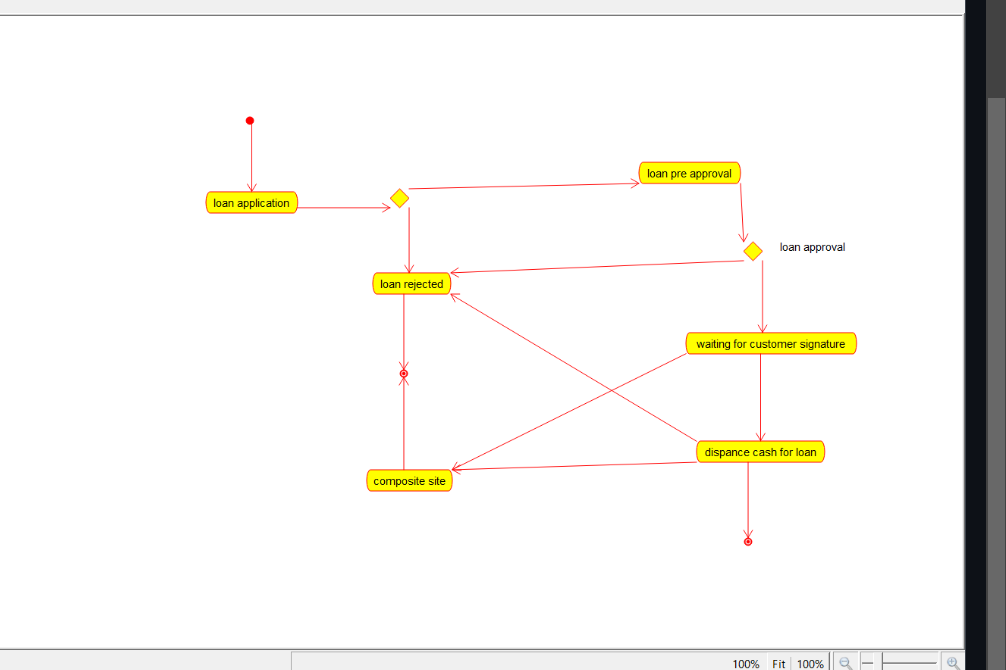 loan pre approval
loan application
loan approval
loan rejected
waiting for customer signature
dispance cash for loan
composite site
100% Fit 100%